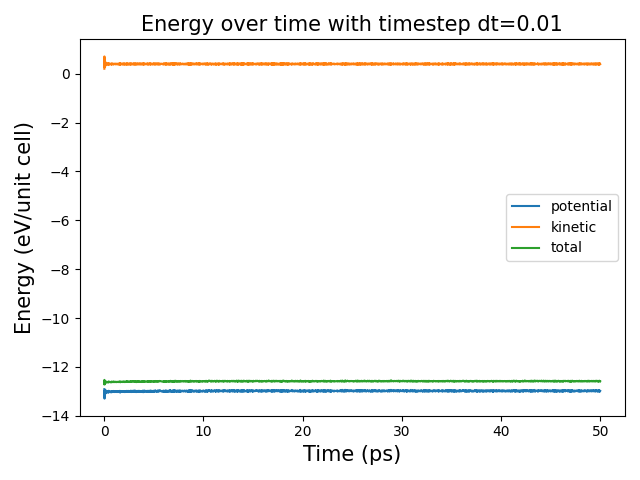 Energy over time with timestep dt=0.01
Energy (eV/unit cell)
0
−2
−4
−6
−8
−10
−12
−14
potential
kinetic
total
0 10 20 30 40 50
Time (ps)